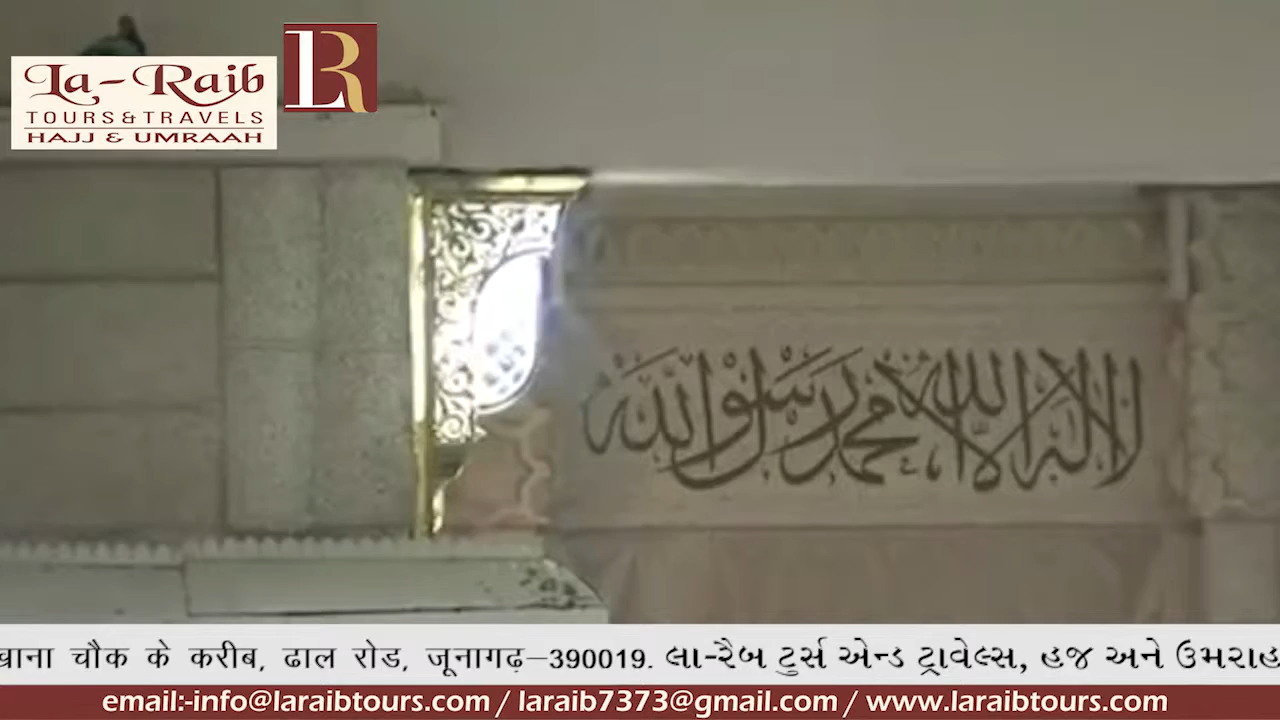 La-Raib
TOURS & TRAVELS
HAJJ & UMRAAH
LR
لا اله الا الله محمد رسول الله
खाना चौक के करीब, ढाल रोड, जूनागढ़–390019. લા-રૈબ ટુર્સ એન્ડ ટ્રાવેલ્સ, હજ અને ઉમરાહ
email:-info@laraibtours.com / laraib7373@gmail.com / www.laraibtours.com